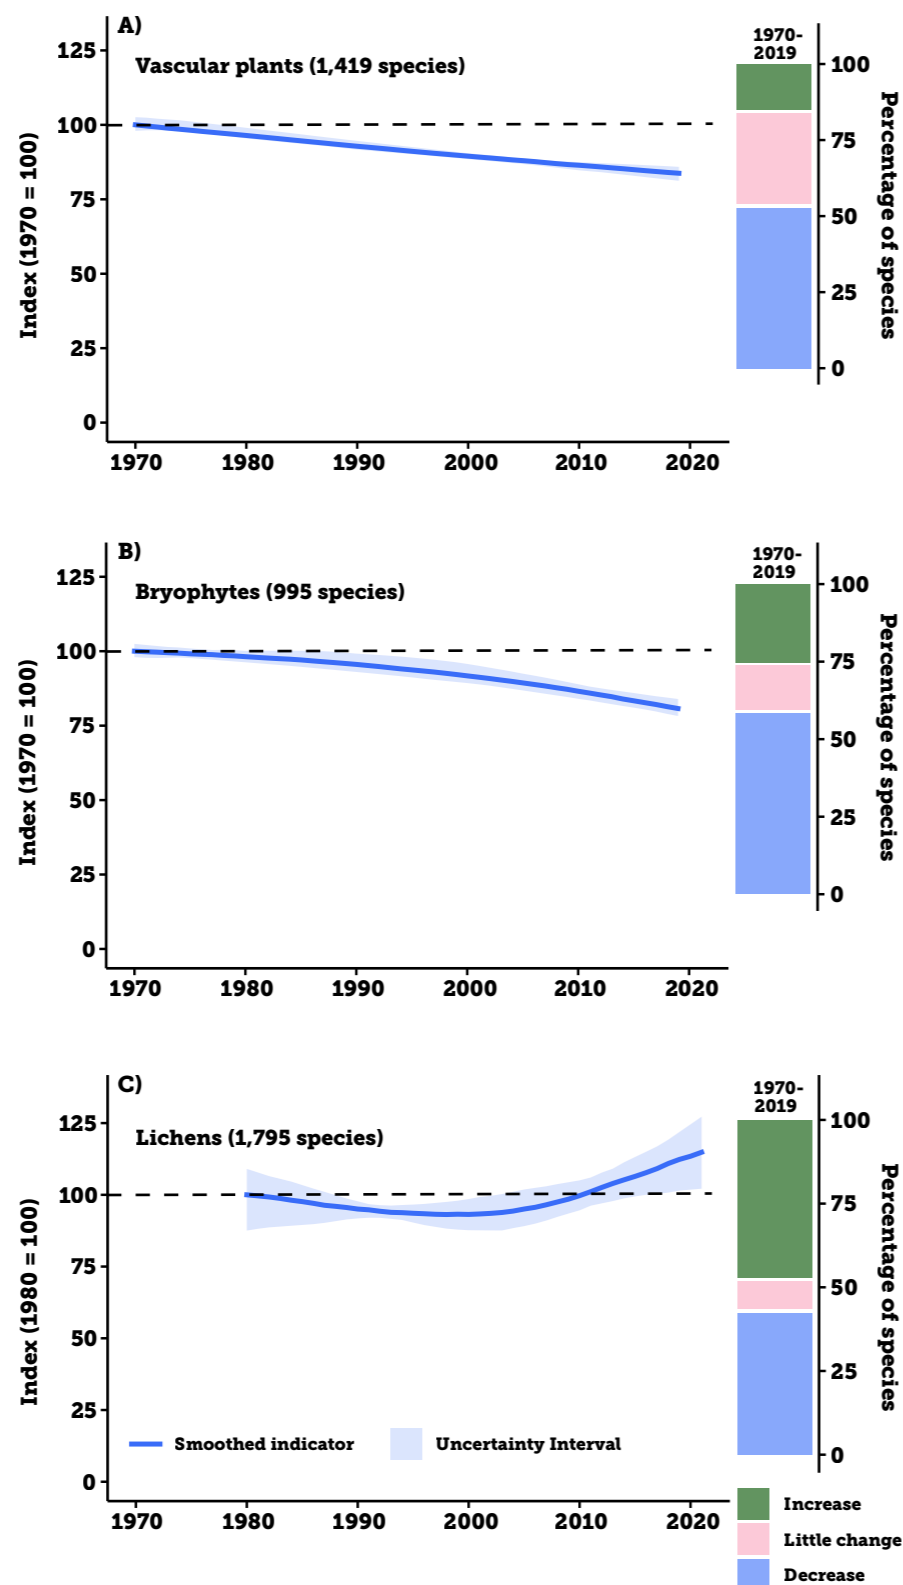 A)
Vascular plants (1,419 species)
Index (1970 = 100)
125
100
75
50
25
0
1970 1980 1990 2000 2010 2020
1970-
2019
100
75
50
25
0
Percentage of species
B)
Bryophytes (995 species)
Index (1970 = 100)
125
100
75
50
25
0
1970 1980 1990 2000 2010 2020
1970-
2019
100
75
50
25
0
Percentage of species
C)
Lichens (1,795 species)
Index (1980 = 100)
125
100
75
50
25
0
Smoothed indicator
Uncertainty Interval
1970 1980 1990 2000 2010 2020
1970-
2019
100
75
50
25
0
Percentage of species
Increase
Little change
Decrease